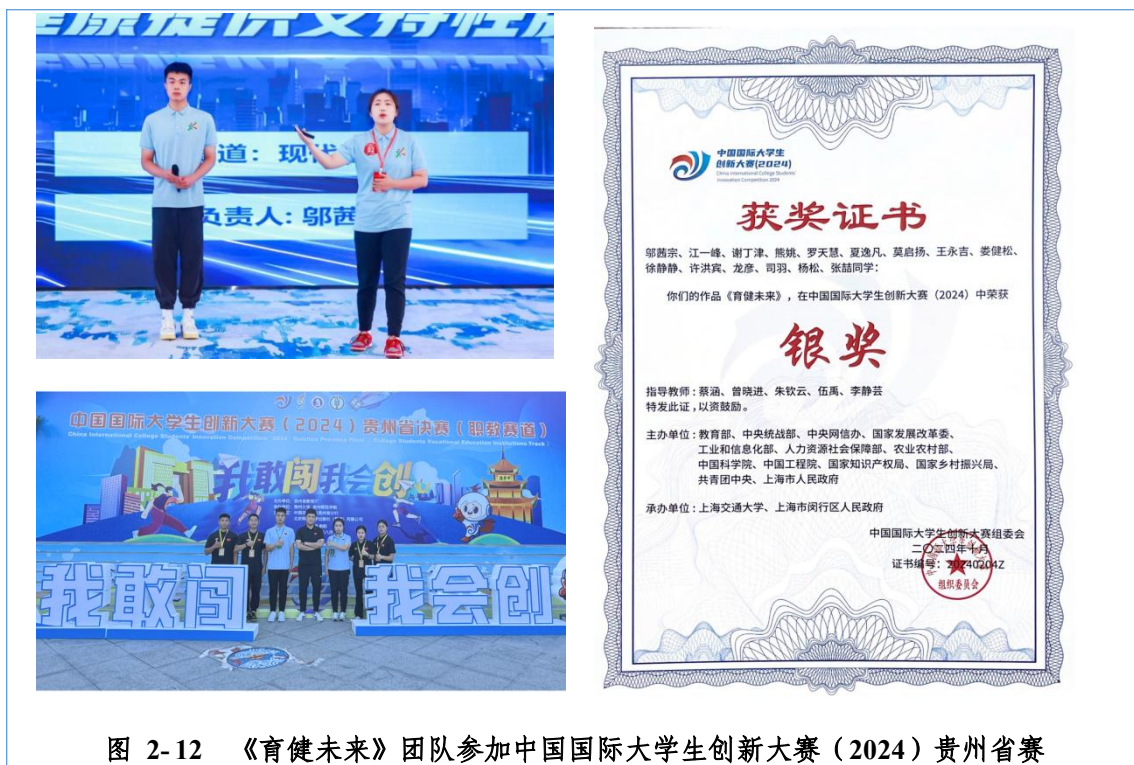 道：现代
负责人: 邬茜
中国国际大学生创新大赛（2024）贵州省决赛（职教赛道）
我敢闯我会创
我敢闯 我会创
中国国际大学生
创新大赛(2024)
China International College Students'
Innovation Competition 2024
获奖证书
邬茜宗、江一峰、谢丁津、熊姚、罗天慧、夏逸凡、莫启扬、王永吉、娄健松、
徐静静、许洪宾、龙彦、司羽、杨松、张喆同学：
你们的作品《育健未来》，在中国国际大学生创新大赛（2024）中荣获
银奖
指导教师：蔡涵、曾晓进、朱钦云、伍禹、李静芸
特发此证，以资鼓励。
主办单位：教育部、中央统战部、中央网信办、国家发展改革委、
工业和信息化部、人力资源社会保障部、农业农村部、
中国科学院、中国工程院、国家知识产权局、国家乡村振兴局、
共青团中央、上海市人民政府
承办单位：上海交通大学、上海市闵行区人民政府
中国国际大学生创新大赛组委会
二〇二四年十月
证书编号：20240204Z
组织委员会
图 2-12 《育健未来》团队参加中国国际大学生创新大赛（2024）贵州省赛